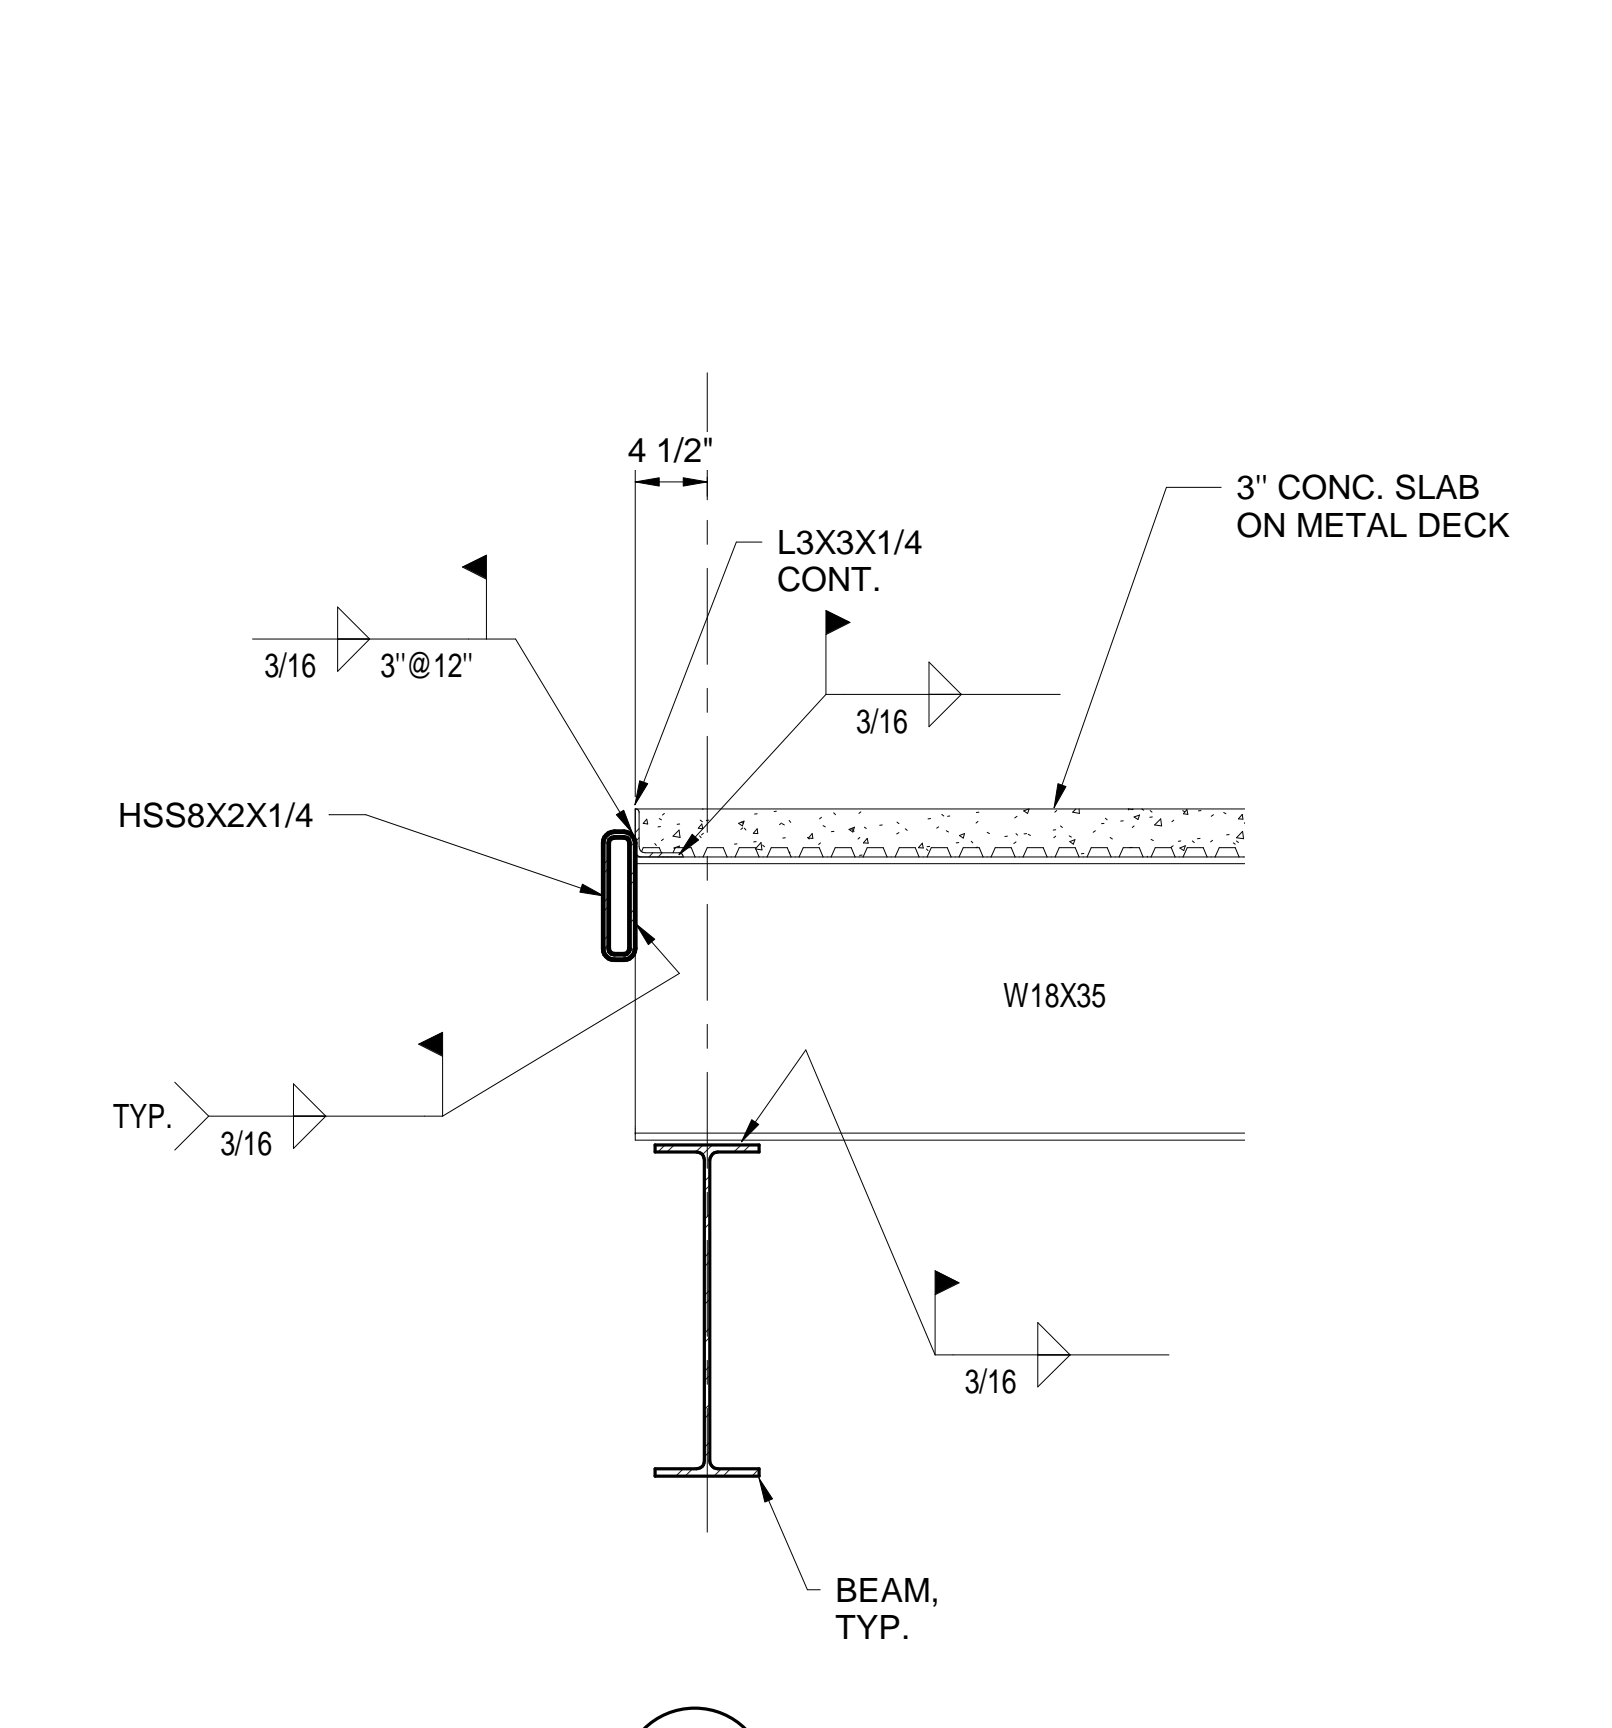 4 1/2"
3" CONC. SLAB
ON METAL DECK
L3X3X1/4
CONT.
3/16
3"@12"
3/16
HSS8X2X1/4
W18X35
TYP.
3/16
3/16
BEAM,
TYP.